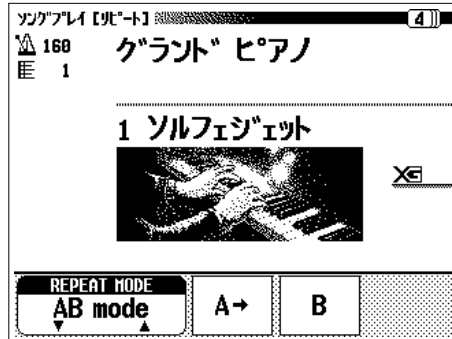 ソングプレイ [リピート]
4
160
グランド ピアノ
1
1 ソルフェジェット
XG
REPEAT MODE
AB mode
A→
B